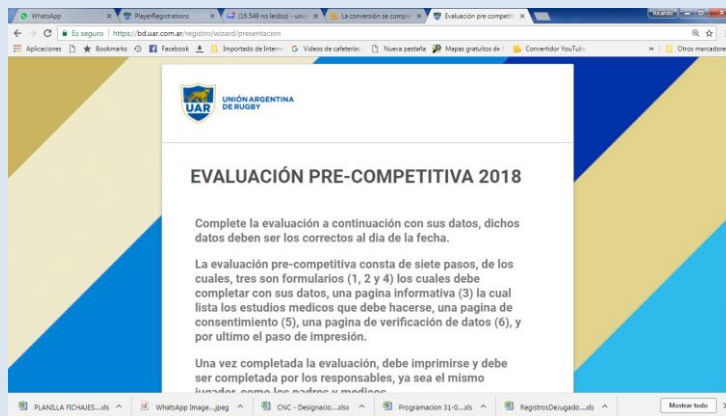 WhatsApp
PlayerRegistrations
(16.549 no leídos) - unio
La conversión se comple
Evaluación pre competi
Ricardo
Es seguro | https://bd.uar.com.ar/registro/wizard/presentacion
Aplicaciones
Bookmarks
Facebook
Importado de Interne
Videos de cafeterías
Nueva pestaña
Mapas gratuitos de
Convertidor YouTube
»
Otros marcadores
UAR
UNIÓN ARGENTINA
DE RUGBY
EVALUACIÓN PRE-COMPETITIVA 2018
Complete la evaluación a continuación con sus datos, dichos
datos deben ser los correctos al dia de la fecha.
La evaluación pre-competitiva consta de siete pasos, de los
cuales, tres son formularios (1, 2 y 4) los cuales debe
completar con sus datos, una pagina informativa (3) la cual
lista los estudios medicos que debe hacerse, una pagina de
consentimiento (5), una pagina de verificación de datos (6), y
por ultimo el paso de impresión.
Una vez completada la evaluación, debe imprimirse y debe
ser completada por los responsables, ya sea el mismo
jugador, como los padres y medicos.
PLANILLA FICHAJES....xls
WhatsApp Image....jpeg
CNC - Designacio....xlsx
Programacion 31-0....xls
RegistrosDeJugado....xls
Mostrar todo